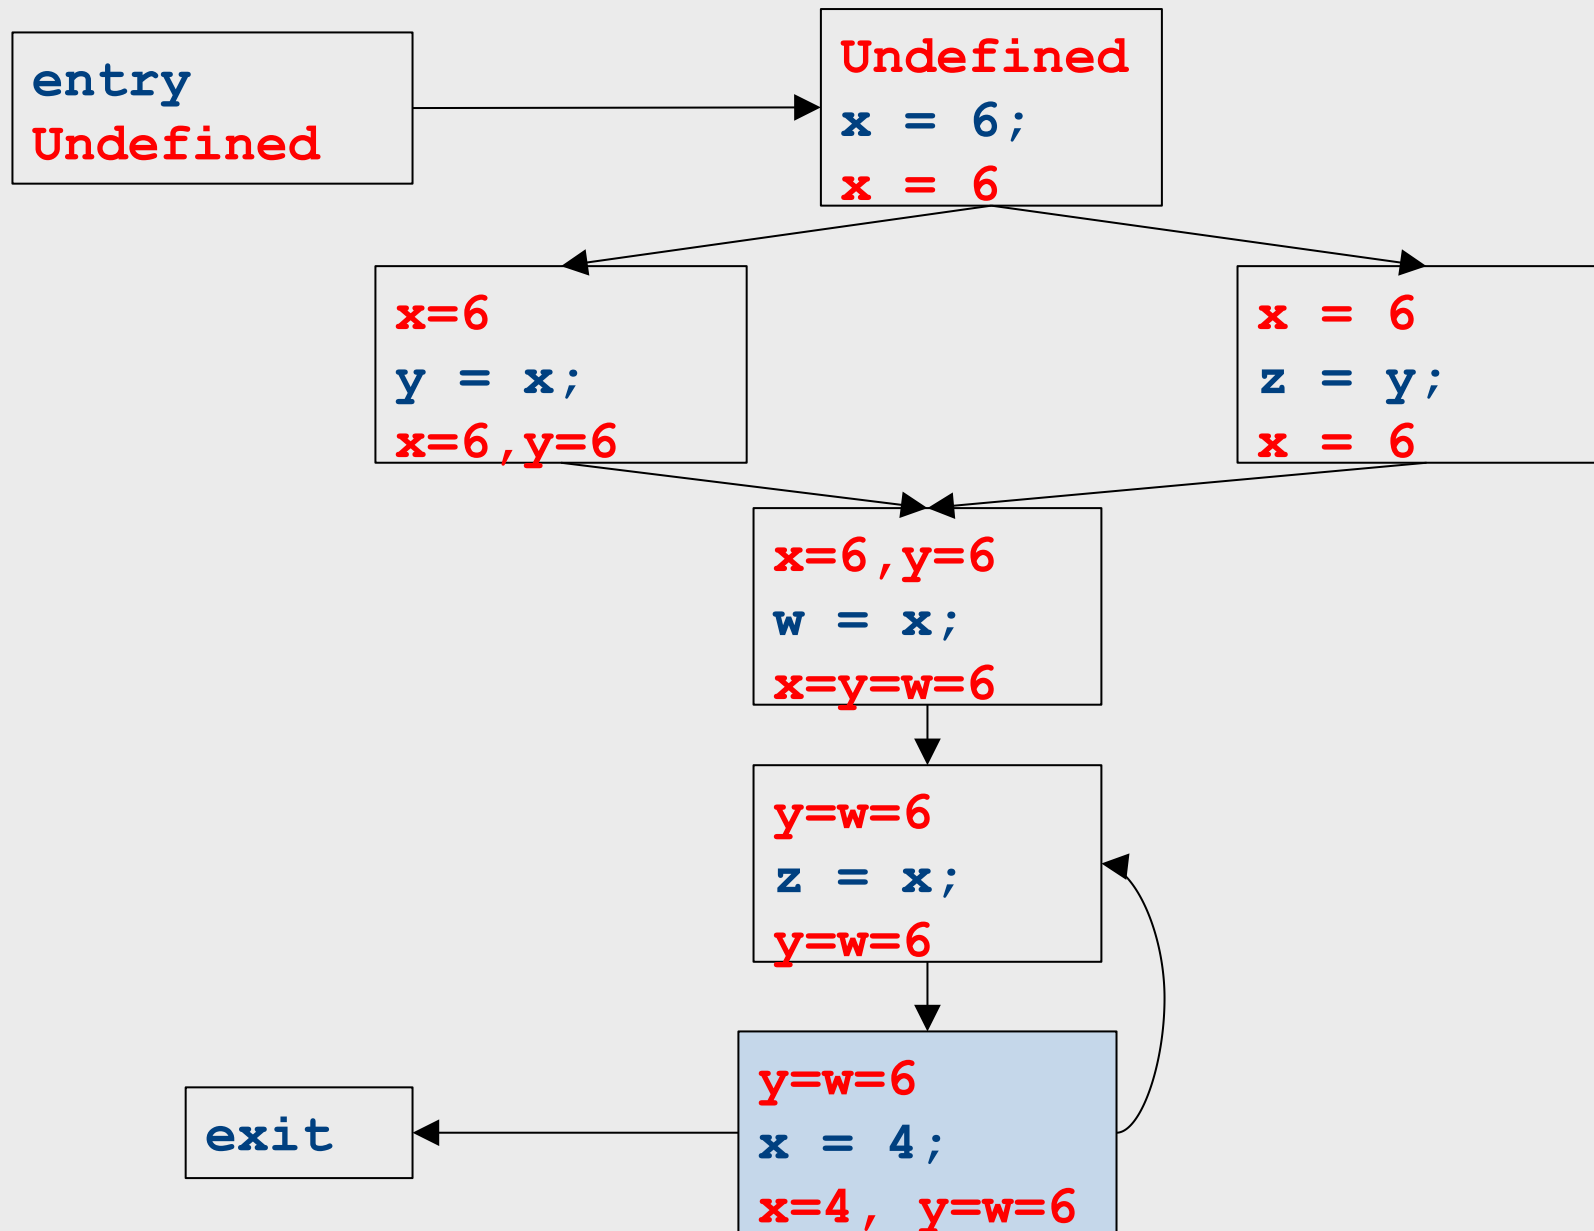 entry
Undefined
Undefined
x = 6;
x = 6
x=6
y = x;
x=6,y=6
x = 6
z = y;
x = 6
x=6,y=6
w = x;
x=y=w=6
y=w=6
z = x;
y=w=6
y=w=6
x = 4;
x=4, y=w=6
exit